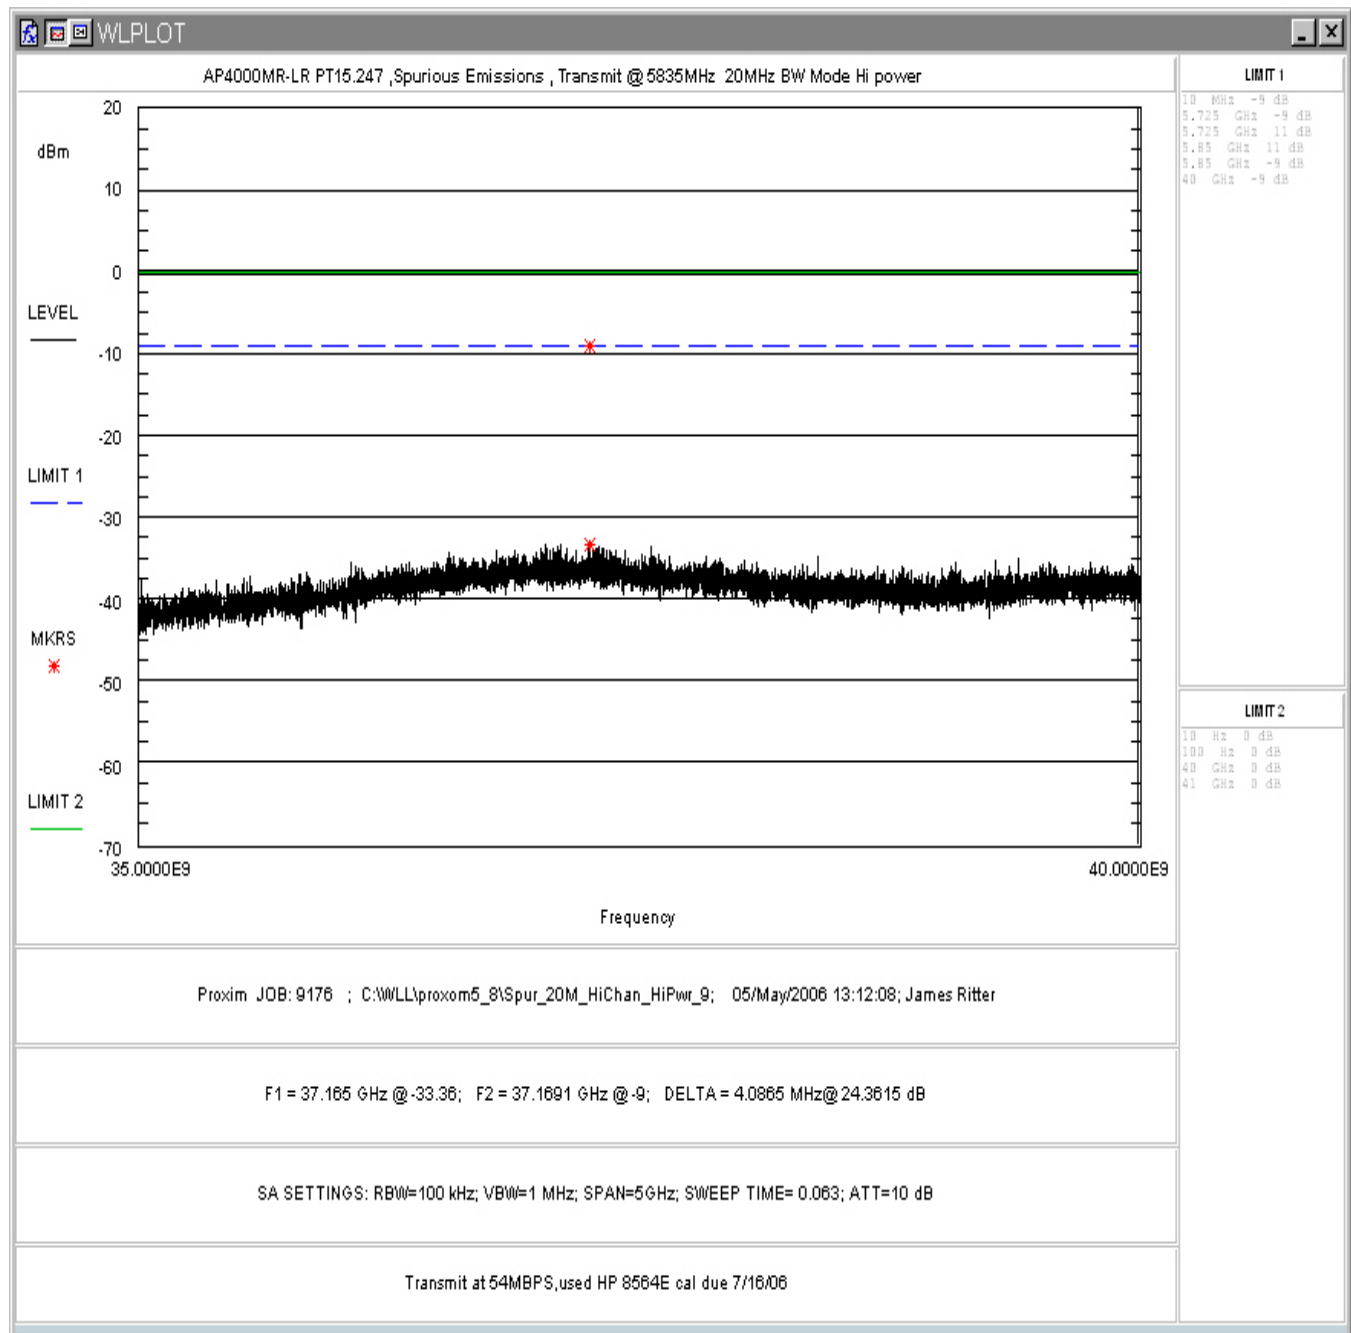 WLPLOT
AP4000MR-LR PT15.247 ,Spurious Emissions , Transmit @ 5835MHz 20MHz BW Mode Hi power
20
dBm
10
0
LEVEL
-10
-20
LIMIT 1
-30
-40
MKRS
-50
-60
LIMIT 2
-70
35.0000E9
40.0000E9
Frequency
LIMIT 1
10 MHz -9 dB
5.725 GHz -9 dB
5.725 GHz 11 dB
5.85 GHz 11 dB
5.85 GHz -9 dB
40 GHz -9 dB
LIMIT 2
10 Hz 0 dB
100 Hz 0 dB
40 GHz 0 dB
41 GHz 0 dB
Proxim JOB: 9176 ; C:\WLL\proxom5_8\Spur_20M_HiChan_HiPwr_9; 05/May/2006 13:12:08; James Ritter
F1 = 37.165 GHz @ -33.36; F2 = 37.1691 GHz @ -9; DELTA = 4.0865 MHz@ 24.3615 dB
SA SETTINGS: RBW=100 kHz; VBW=1 MHz; SPAN=5GHz; SWEEP TIME= 0.063; ATT=10 dB
Transmit at 54MBPS,used HP 8564E cal due 7/16/06